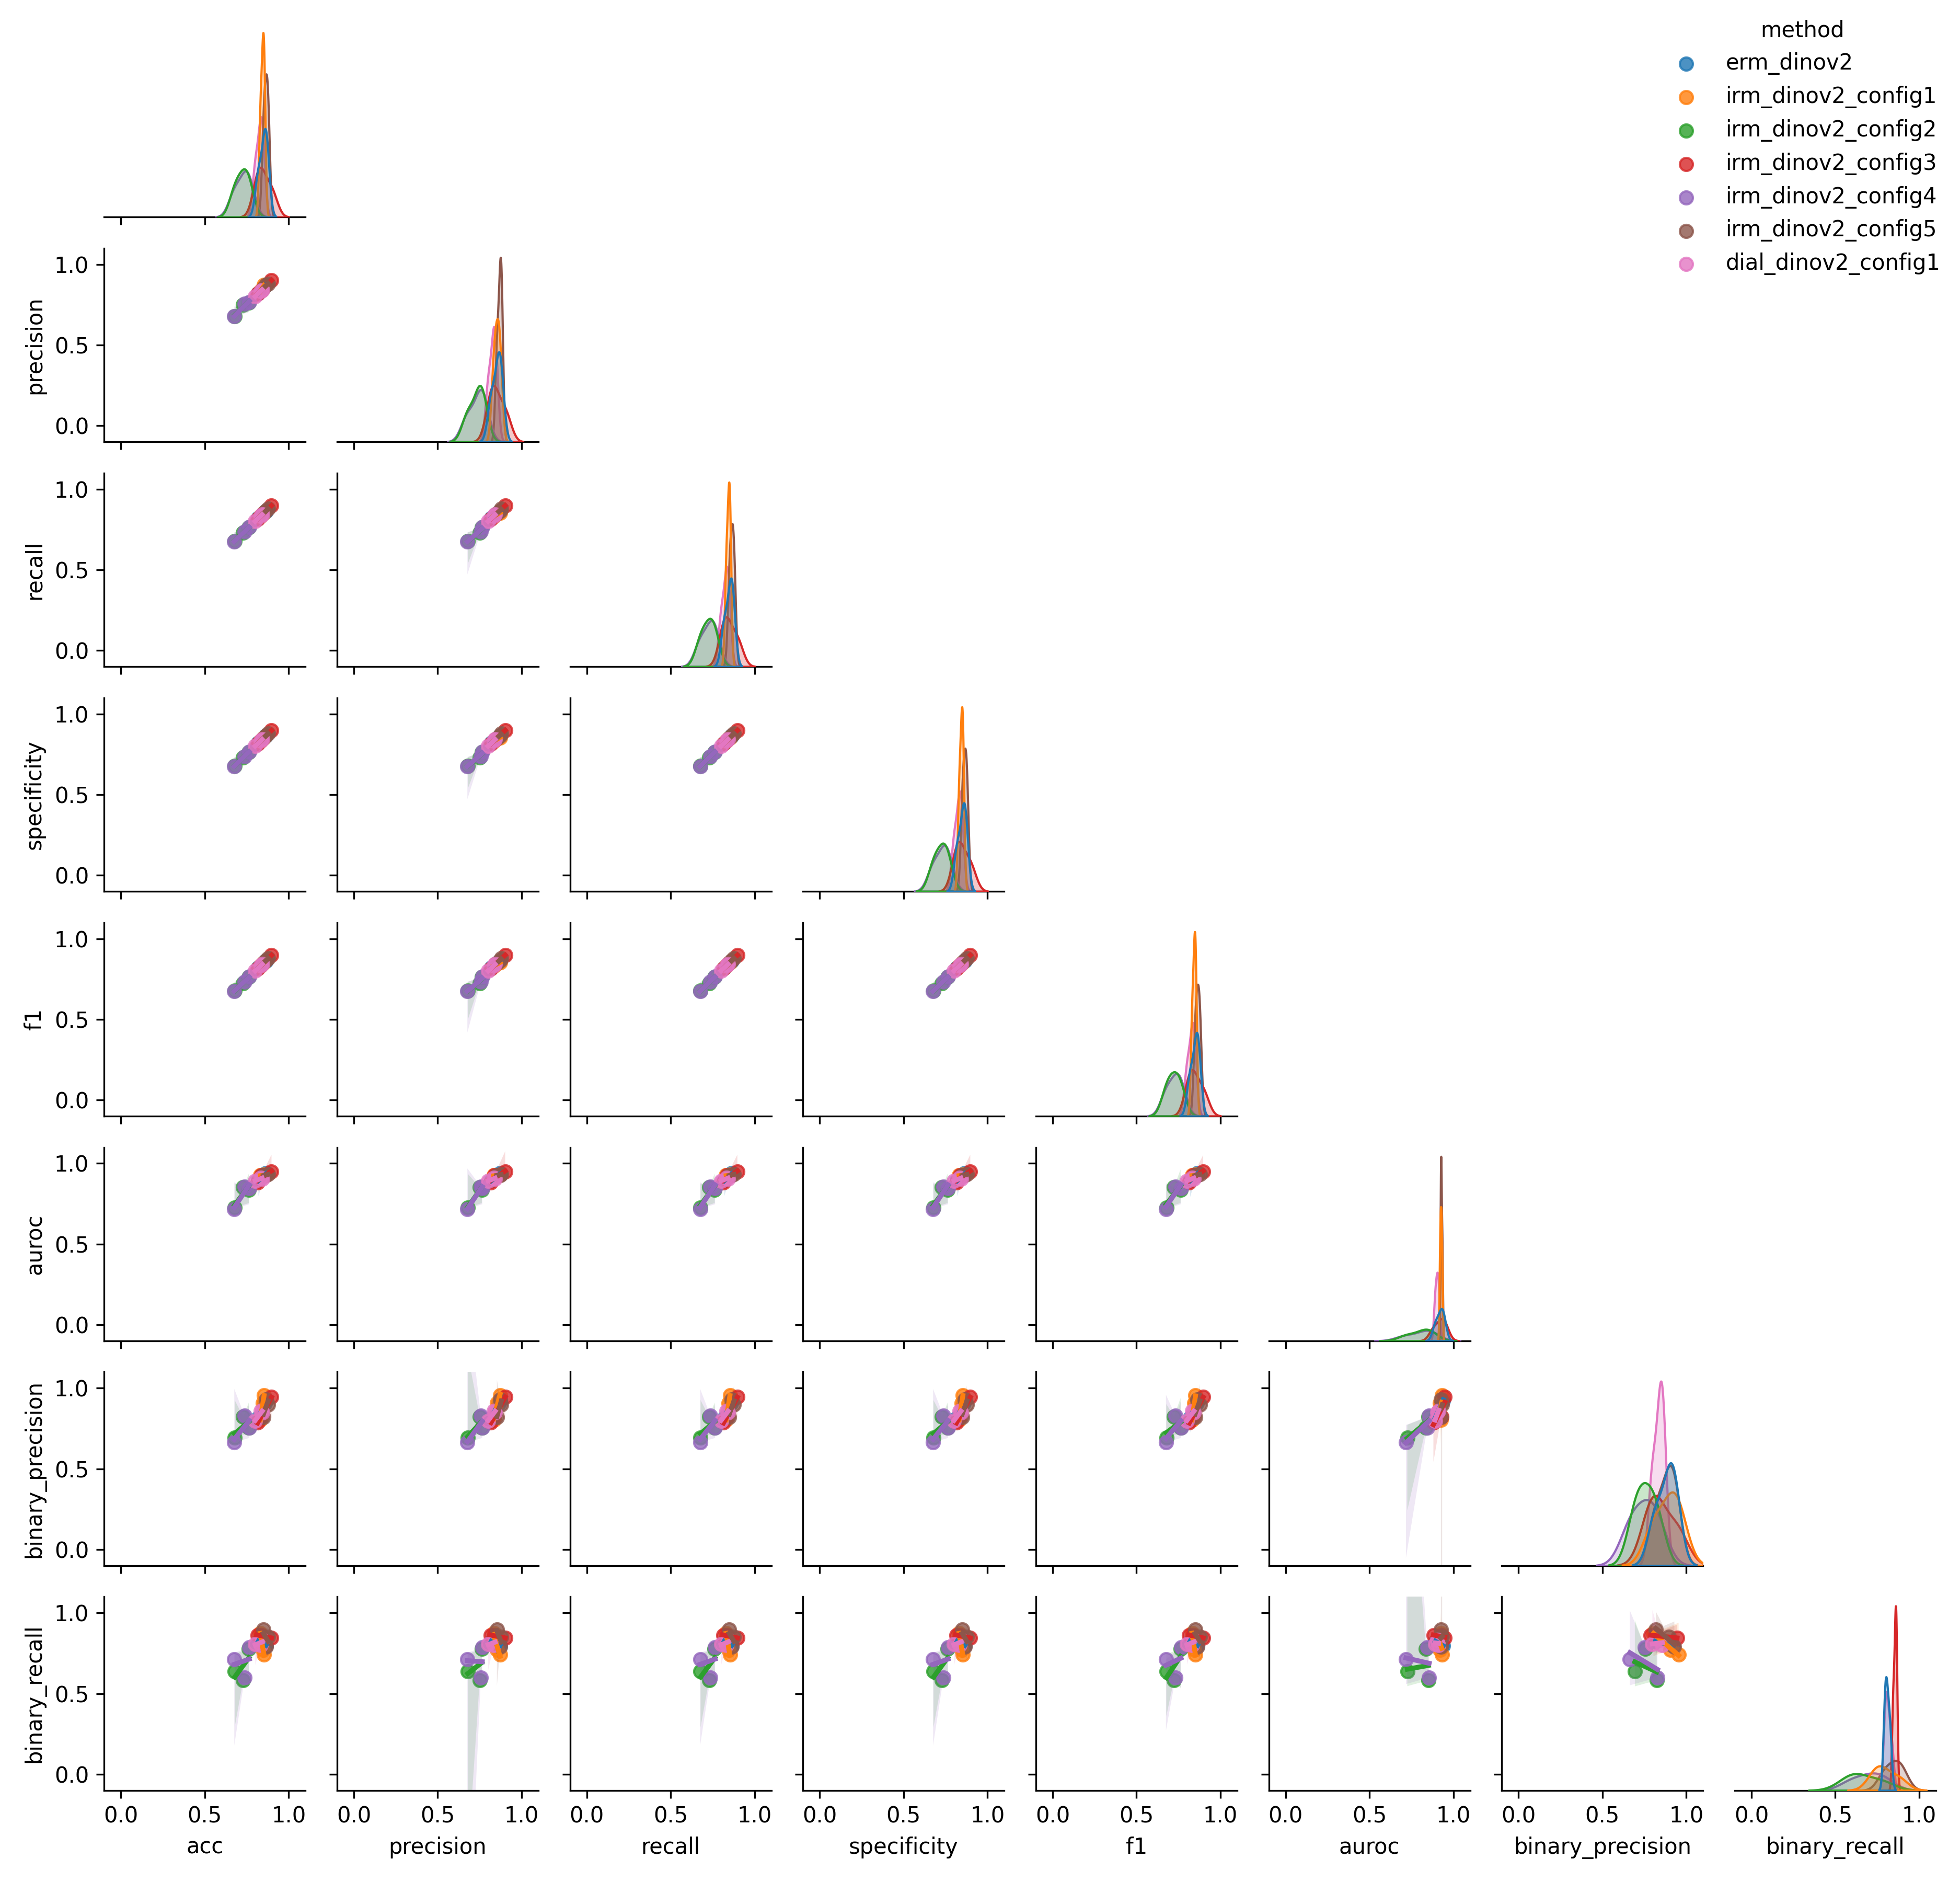 method
erm_dinov2
irm_dinov2_config1
irm_dinov2_config2
irm_dinov2_config3
irm_dinov2_config4
irm_dinov2_config5
dial_dinov2_config1
1.0
0.5
0.0
precision
1.0
0.5
0.0
recall
1.0
0.5
0.0
specificity
1.0
0.5
0.0
f1
1.0
0.5
0.0
auroc
1.0
0.5
0.0
binary_precision
1.0
0.5
0.0
binary_recall
0.0 0.5 1.0 0.0 0.5 1.0 0.0 0.5 1.0 0.0 0.5 1.0 0.0 0.5 1.0 0.0 0.5 1.0 0.0 0.5 1.0 0.0 0.5 1.0
acc precision recall specificity f1 auroc binary_precision binary_recall